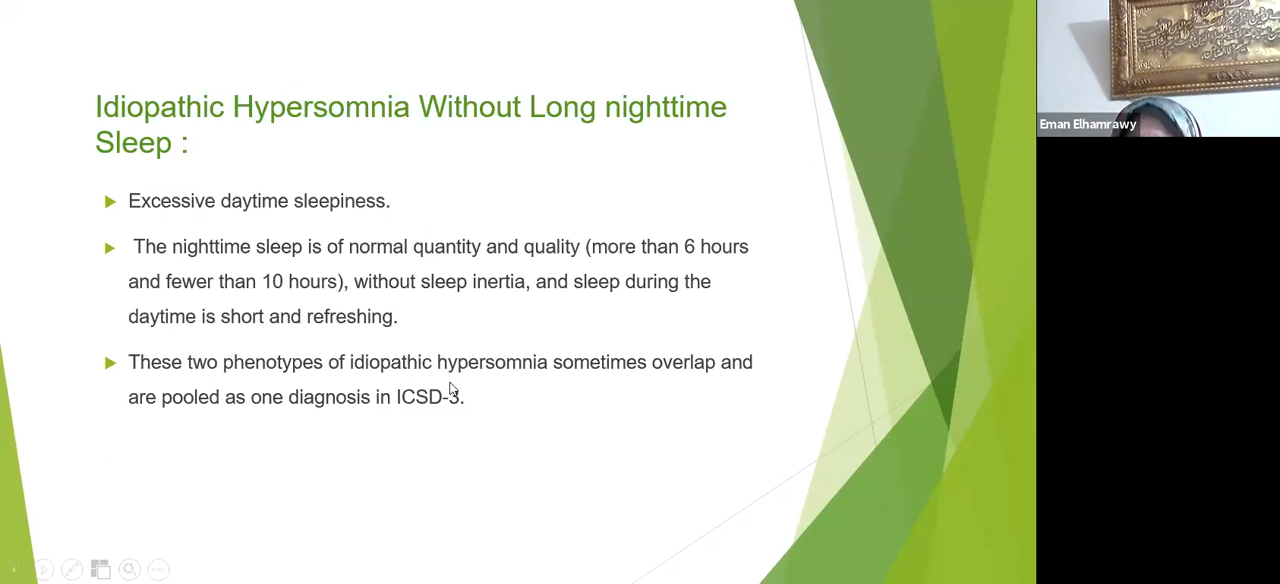 Idiopathic Hypersomnia Without Long nighttime
Sleep :
Excessive daytime sleepiness.
The nighttime sleep is of normal quantity and quality (more than 6 hours
and fewer than 10 hours), without sleep inertia, and sleep during the
daytime is short and refreshing.
These two phenotypes of idiopathic hypersomnia sometimes overlap and
are pooled as one diagnosis in ICSD-3.
Eman Elhamrawy